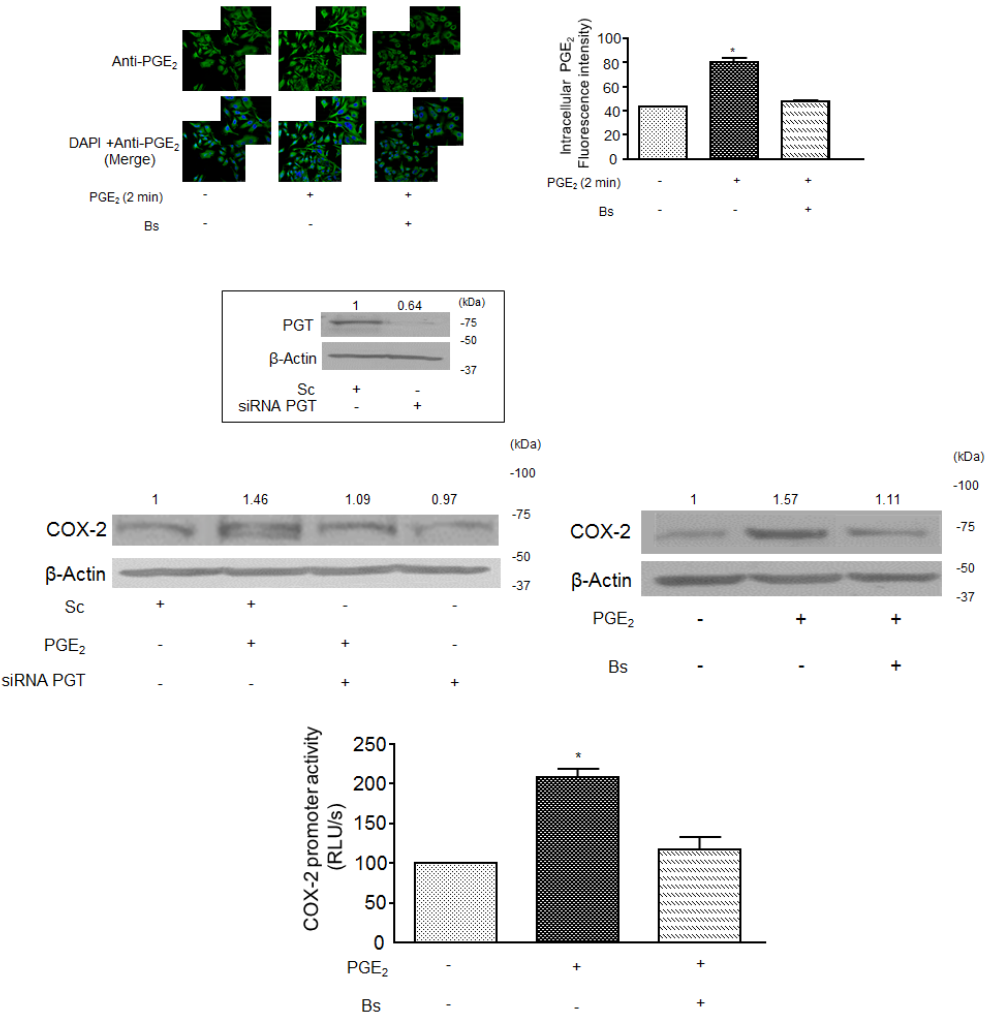 Anti-PGE₂
DAPI +Anti-PGE₂
(Merge)
PGE₂ (2 min) - + +
Bs - - +
Intracellular PGE₂
Fluorescence intensity)
100
80
60
40
20
0
*
PGE₂ (2 min) - + +
Bs - - +
1 0.64 (kDa)
PGT -75
-50
β-Actin
-37
Sc + -
siRNA PGT - +
(kDa)
-100
1 1.46 1.09 0.97
-75
COX-2
-50
β-Actin
-37
Sc + + - -
PGE₂ - + + -
siRNA PGT - - + +
(kDa)
-100
1 1.57 1.11
COX-2 -75
-50
β-Actin
-37
PGE₂ - + +
Bs - - +
COX-2 promoter activity
(RLU/s)
250
200
150
100
50
0
*
PGE₂ - + +
Bs - - +